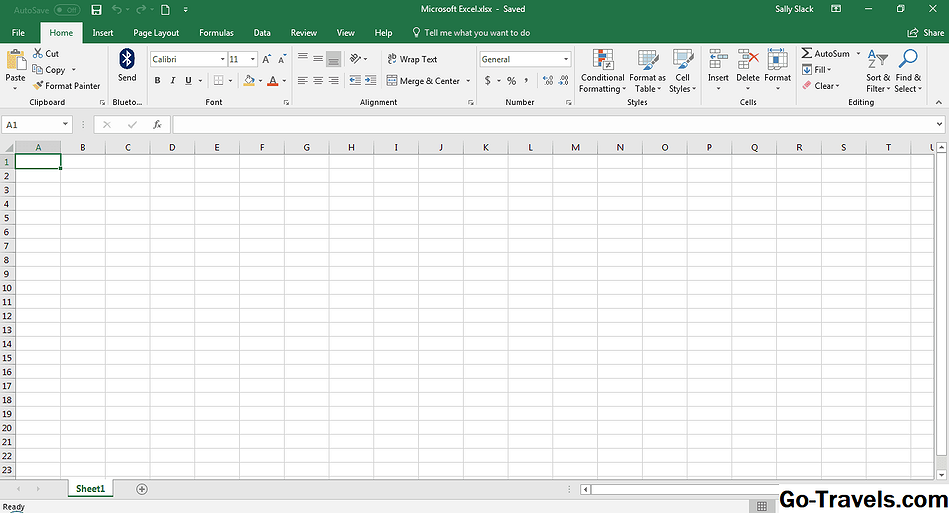 AutoSave Off Microsoft Excel.xlsx - Saved Sally Slack
File Home Insert Page Layout Formulas Data Review View Help Tell me what you want to do Share
Paste
Cut
Copy
Format Painter
Clipboard
Send
Blueto...
Calibri 11
B I U
Font
Wrap Text
Merge & Center
Alignment
General
$ % ,
Number
Conditional
Formatting
Format as
Table
Cell
Styles
Styles
Insert Delete Format
Cells
AutoSum
Fill
Clear
Sort &
Filter
Find &
Select
Editing
A1 fx
A B C D E F G H I J K L M N O P Q R S T U
1
2
3
4
5
6
7
8
9
10
11
12
13
14
15
16
17
18
19
20
21
22
23
Sheet1
Ready
Go-Travels.com